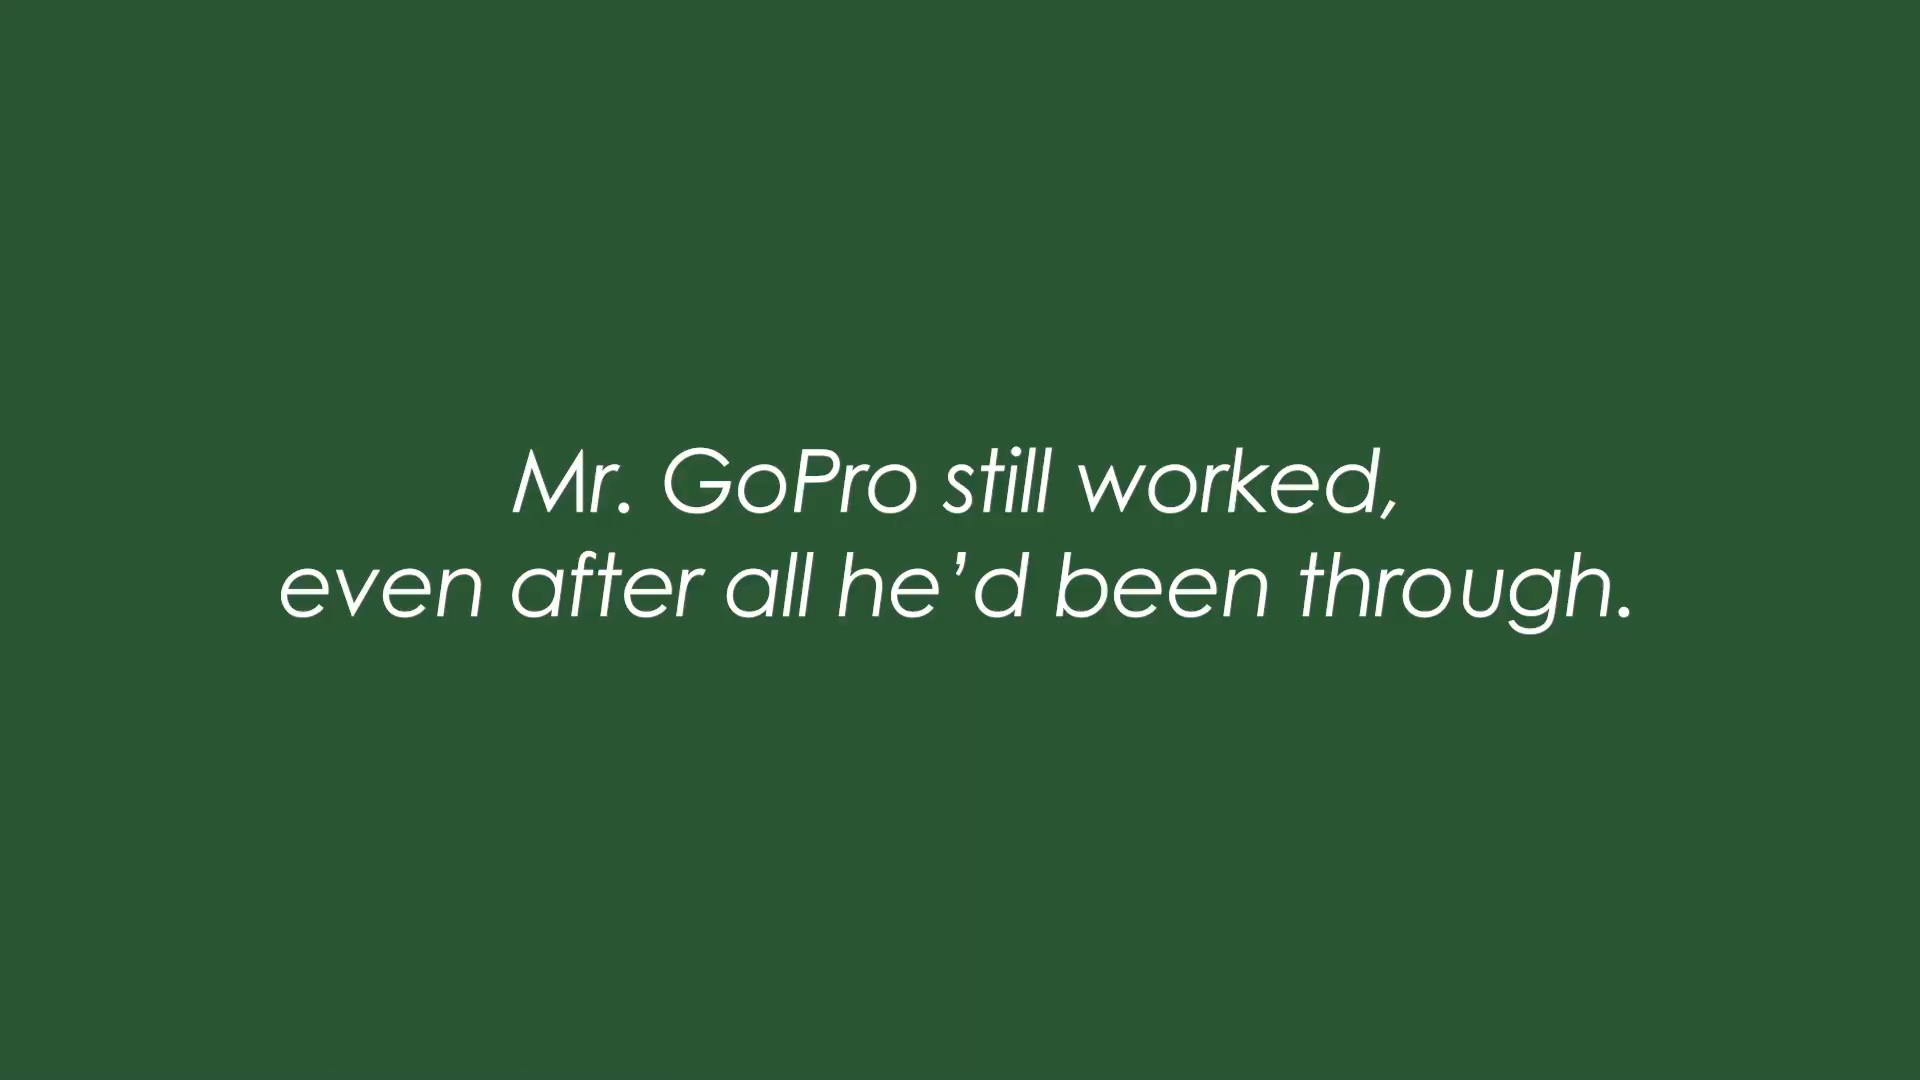 Mr. GoPro still worked,
even after all he’d been through.